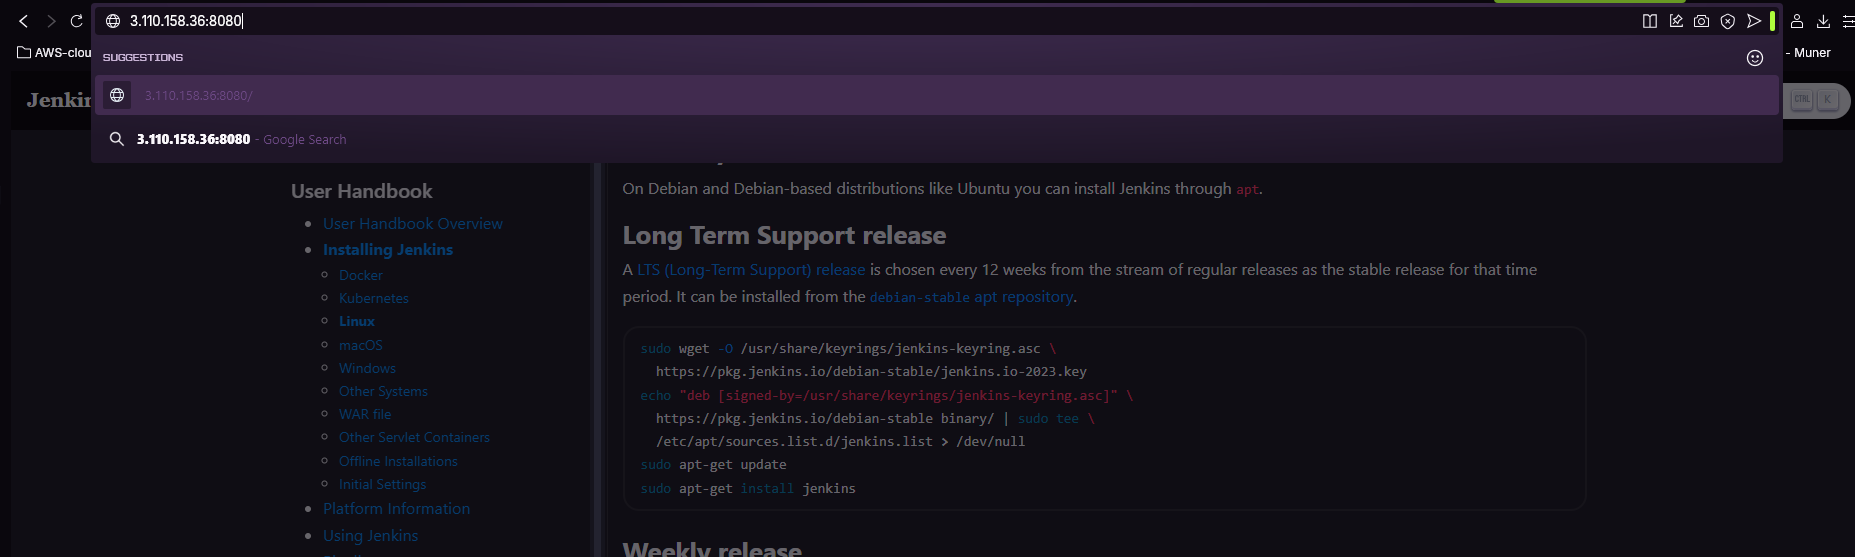 3.110.158.36:8080
AWS-clou
- Muner
SUGGESTIONS
3.110.158.36:8080/
3.110.158.36:8080 - Google Search
Jenkin
CTRL K
User Handbook
User Handbook Overview
Installing Jenkins
Docker
Kubernetes
Linux
macOS
Windows
Other Systems
WAR file
Other Servlet Containers
Offline Installations
Initial Settings
Platform Information
Using Jenkins
On Debian and Debian-based distributions like Ubuntu you can install Jenkins through apt.
Long Term Support release
A LTS (Long-Term Support) release is chosen every 12 weeks from the stream of regular releases as the stable release for that time
period. It can be installed from the debian-stable apt repository.
sudo wget -O /usr/share/keyrings/jenkins-keyring.asc \
https://pkg.jenkins.io/debian-stable/jenkins.io-2023.key
echo "deb [signed-by=/usr/share/keyrings/jenkins-keyring.asc]" \
https://pkg.jenkins.io/debian-stable binary/ | sudo tee \
/etc/apt/sources.list.d/jenkins.list > /dev/null
sudo apt-get update
sudo apt-get install jenkins
Weekly release